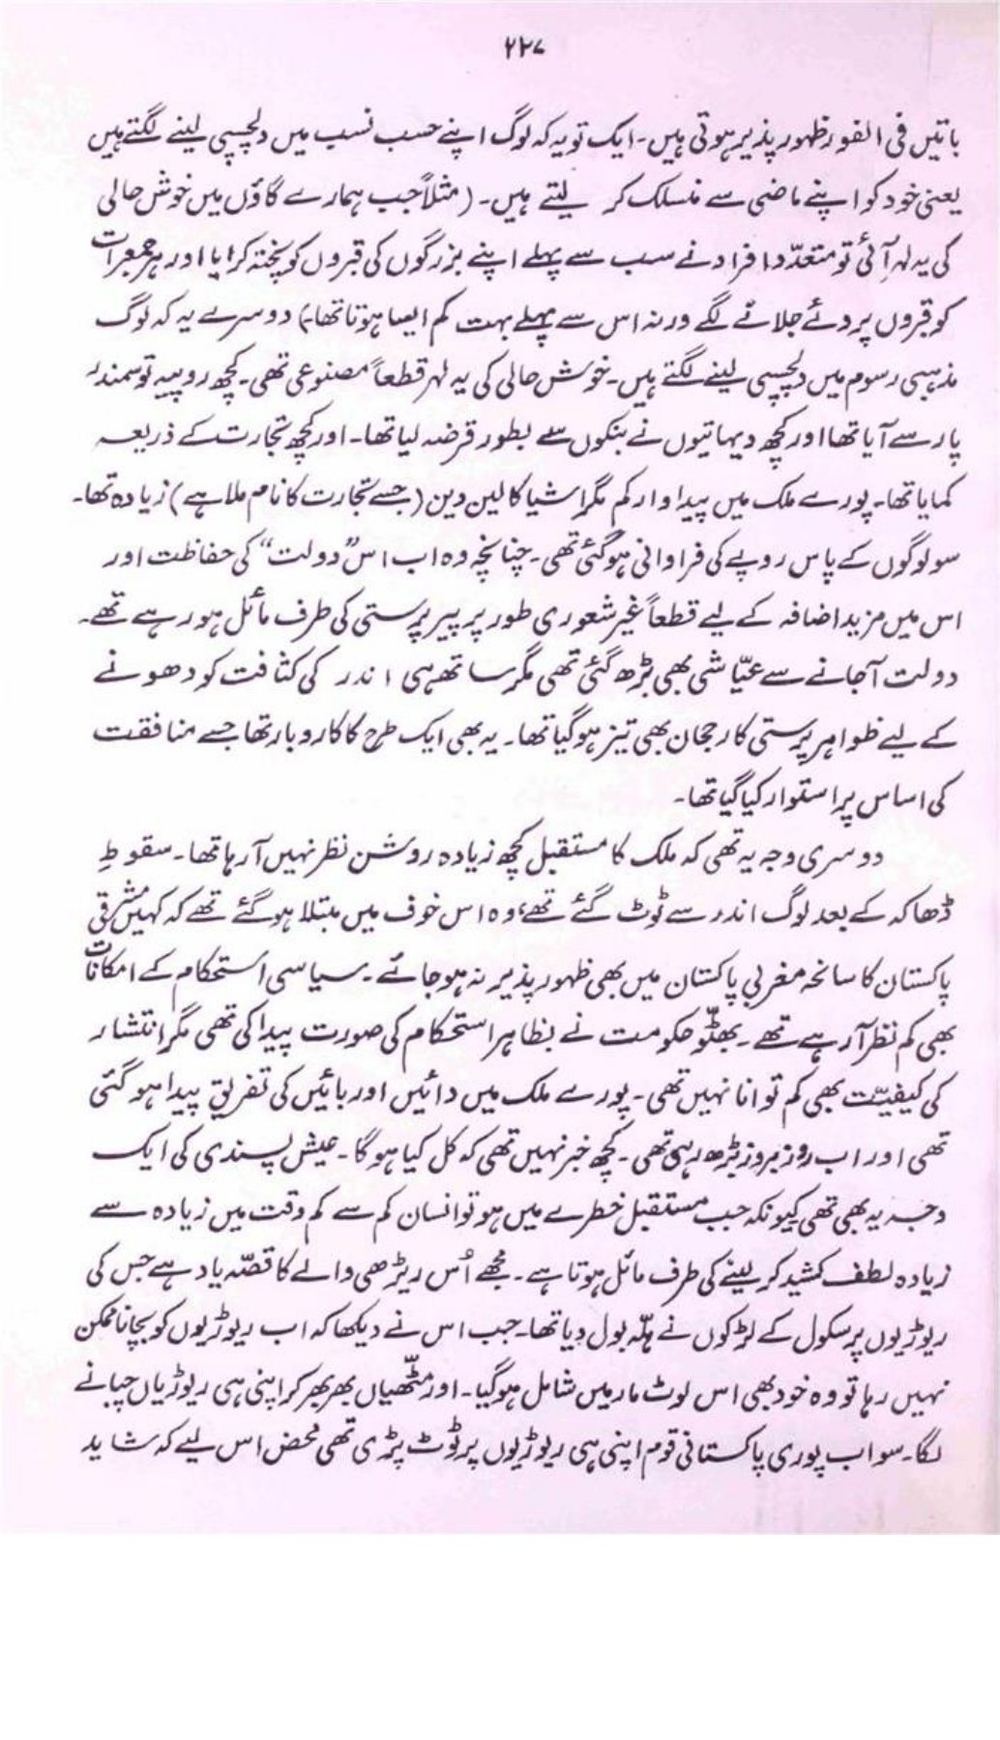 ۲۲۷
باتیں فی الفور ظہور پذیر ہوتی ہیں۔ ایک تو یہ کہ لوگ اپنے حسب نسب میں دلچسپی لینے لگتے ہیں
یعنی خود کو اپنے ماضی سے منسلک کر لیتے ہیں۔ (مثلاً جب ہمارے گاؤں میں خوش حالی
کی یہ لہر آئی تو متعدّد افراد نے سب سے پہلے اپنے بزرگوں کی قبروں کو پختہ کرایا اور ہر جمعرات
کو قبروں پر دئے جلانے لگے ورنہ اس سے پہلے بہت کم ایسا ہوتا تھا) دوسرے یہ کہ لوگ
مذہبی رسوم میں دلچسپی لینے لگتے ہیں۔ خوش حالی کی یہ لہر قطعاً مصنوعی تھی۔ کچھ روپیہ تو سمندر
پار سے آیا تھا اور کچھ دیہاتیوں نے بنکوں سے بطور قرضہ لیا تھا۔ اور کچھ تجارت کے ذریعہ
کمایا تھا۔ پورے ملک میں پیداوار کم مگر اشیا کا لین دین (جسے تجارت کا نام ملا ہے) زیادہ تھا۔
سو لوگوں کے پاس روپے کی فراوانی ہو گئی تھی۔ چنانچہ وہ اب اس ”دولت“ کی حفاظت اور
اس میں مزید اضافہ کے لیے قطعاً غیر شعوری طور پر پیر پرستی کی طرف مائل ہو رہے تھے۔
دولت آجانے سے عیّاشی بھی بڑھ گئی تھی مگر ساتھ ہی اندر کی کثافت کو دھونے
کے لیے ظواہر پرستی کا رجحان بھی تیز ہو گیا تھا۔ یہ بھی ایک طرح کا کاروبار تھا جسے منافقت
کی اساس پر استوار کیا گیا تھا۔
دوسری وجہ یہ تھی کہ ملک کا مستقبل کچھ زیادہ روشن نظر نہیں آرہا تھا۔ سقوطِ
ڈھاکہ کے بعد لوگ اندر سے ٹوٹ گئے تھے؛ وہ اس خوف میں مبتلا ہو گئے تھے کہ کہیں مشرقی
پاکستان کا سانحہ مغربی پاکستان میں بھی ظہور پذیر نہ ہو جائے۔ سیاسی استحکام کے امکانات
بھی کم نظر آرہے تھے۔ بھٹّو حکومت نے بظاہر استحکام کی صورت پیدا کی تھی مگر انتشار
کی کیفیّت بھی کم توانا نہیں تھی۔ پورے ملک میں دائیں اور بائیں کی تفریق پیدا ہو گئی
تھی اور اب روز بروز بڑھ رہی تھی۔ کچھ خبر نہیں تھی کہ کل کیا ہو گا۔ عیش پسندی کی ایک
وجہ یہ بھی تھی کیونکہ جب مستقبل خطرے میں ہو تو انسان کم سے کم وقت میں زیادہ سے
زیادہ لطف کشید کر لینے کی طرف مائل ہوتا ہے۔ مجھے اُس ریڑھی والے کا قصّہ یاد ہے جس کی
ریوڑیوں پر سکول کے لڑکوں نے ہلّہ بول دیا تھا۔ جب اس نے دیکھا کہ اب ریوڑیوں کو بچانا ممکن
نہیں رہا تو وہ خود بھی اس لوٹ مار میں شامل ہو گیا۔ اور مٹھّیاں بھر بھر کر اپنی ہی ریوڑیاں چبانے
لگا۔ سو اب پوری پاکستانی قوم اپنی ہی ریوڑیوں پر ٹوٹ پڑی تھی محض اس لیے کہ شاید